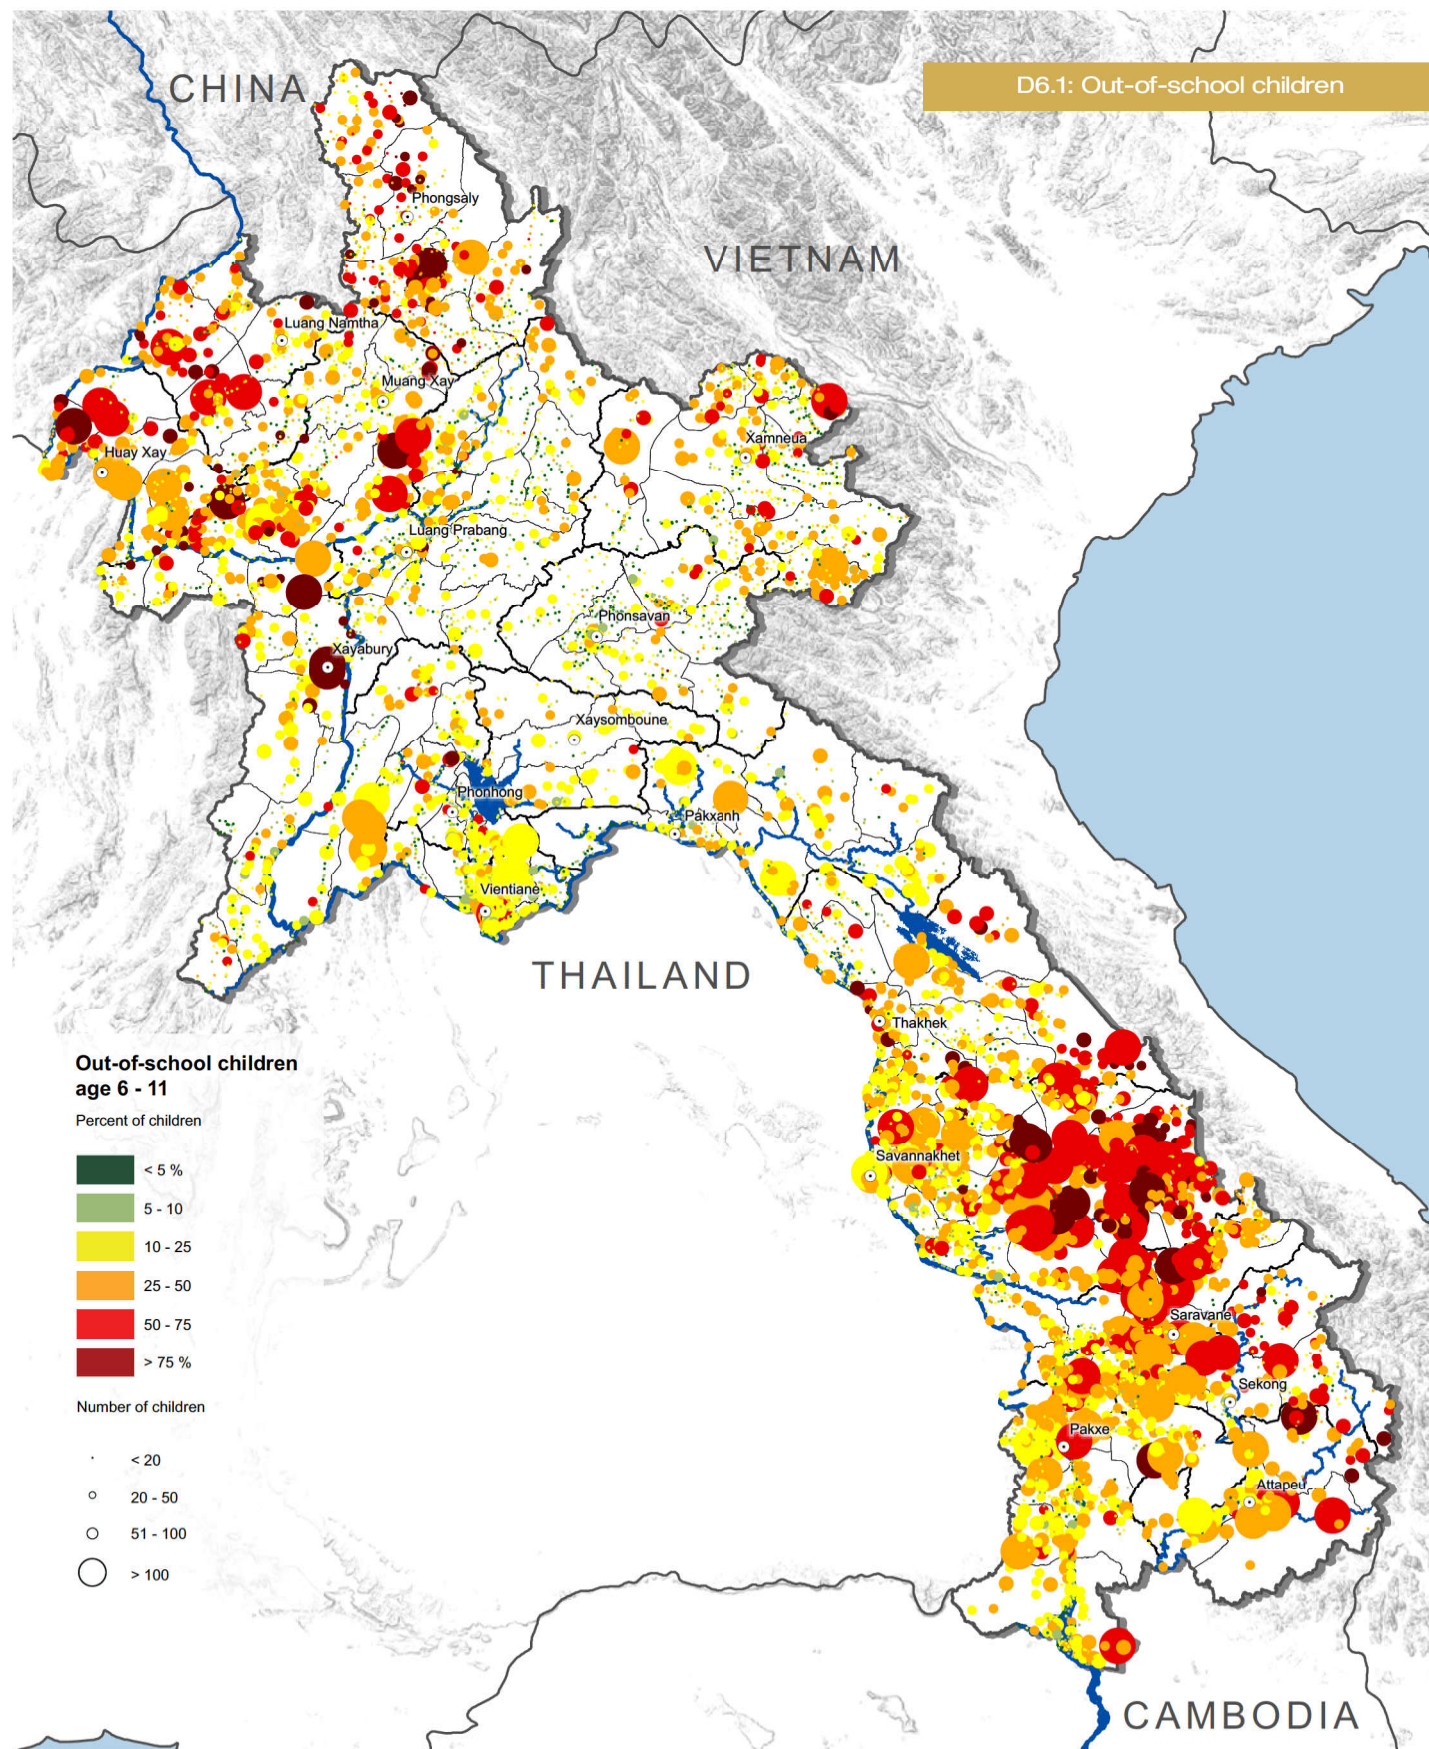 D6.1: Out-of-school children
CHINA
Phongsaly
VIETNAM
Luang Namtha
Muang Xay
Xamneua
Huay Xay
Luang Prabang
Phonsavan
Xayabury
Xaysomboune
Phonhong
Pakxanh
Vientiane
THAILAND
Thakhek
Out-of-school children
age 6 - 11
Percent of children
Savannakhet
< 5 %
5 - 10
10 - 25
25 - 50
50 - 75
> 75 %
Saravane
Sekong
Number of children
Pakxe
< 20
20 - 50
Attapeu
51 - 100
> 100
CAMBODIA